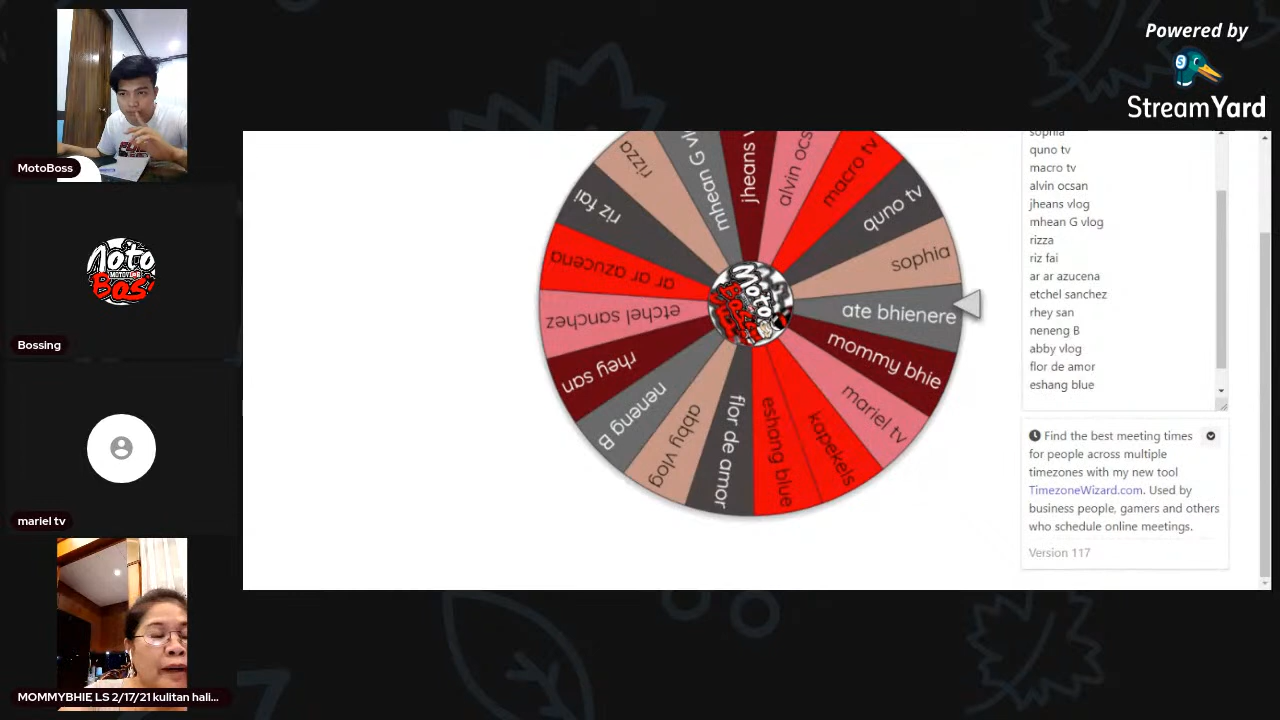 Powered by
StreamYard
MotoBoss
Moto
MOTOVLOG
Boss
Bossing
mariel tv
MOMMYBHIE LS 2/17/21 kulitan hali...
rizza
mhean G vl
jheans v
alvin ocs
macro tv
quno tv
sophia
ate bhienere
mommy bhie
mariel tv
kapekels
eshang blue
flor de amor
abby vlog
neneng B
rhey san
etchel sanchez
ar ar azucena
riz fai
sophia
quno tv
macro tv
alvin ocsan
jheans vlog
mhean G vlog
rizza
riz fai
ar ar azucena
etchel sanchez
rhey san
neneng B
abby vlog
flor de amor
eshang blue
Find the best meeting times
for people across multiple
timezones with my new tool
TimezoneWizard.com. Used by
business people, gamers and others
who schedule online meetings.
Version 117